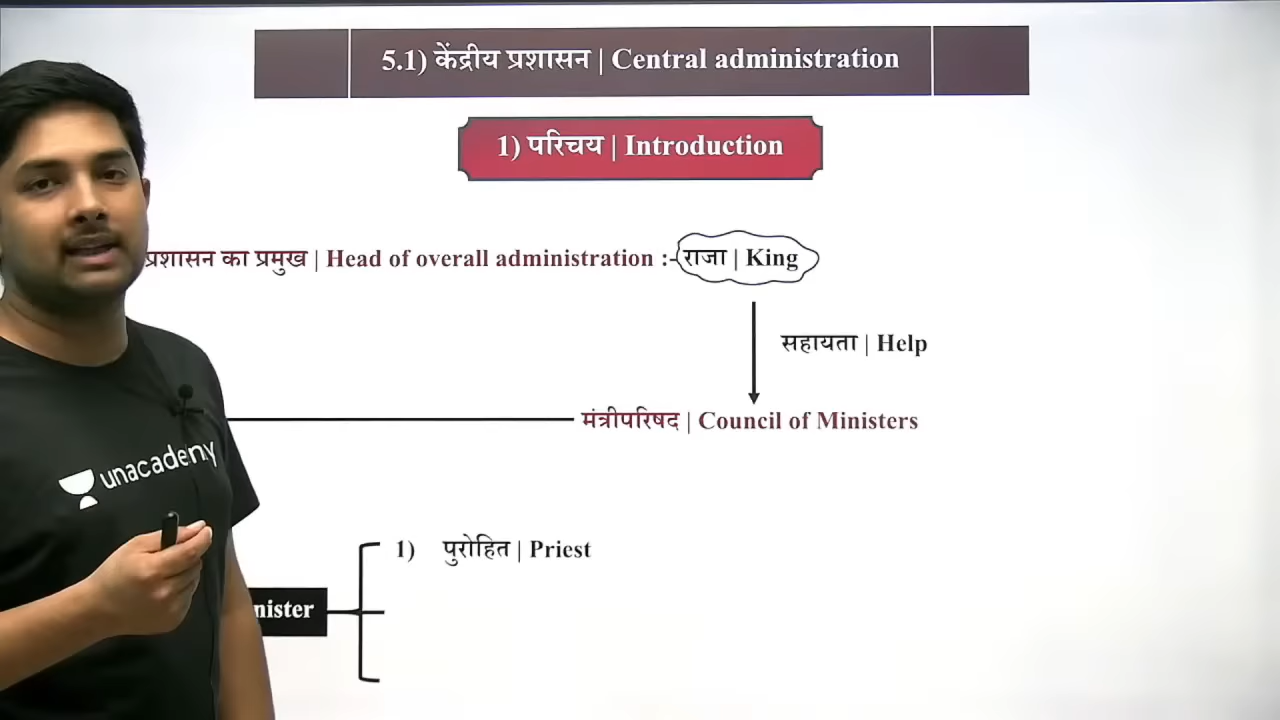 5.1) केंद्रीय प्रशासन | Central administration
1) परिचय | Introduction
प्रशासन का प्रमुख | Head of overall administration :- राजा | King
सहायता | Help
मंत्रीपरिषद | Council of Ministers
unacademy
1) पुरोहित | Priest